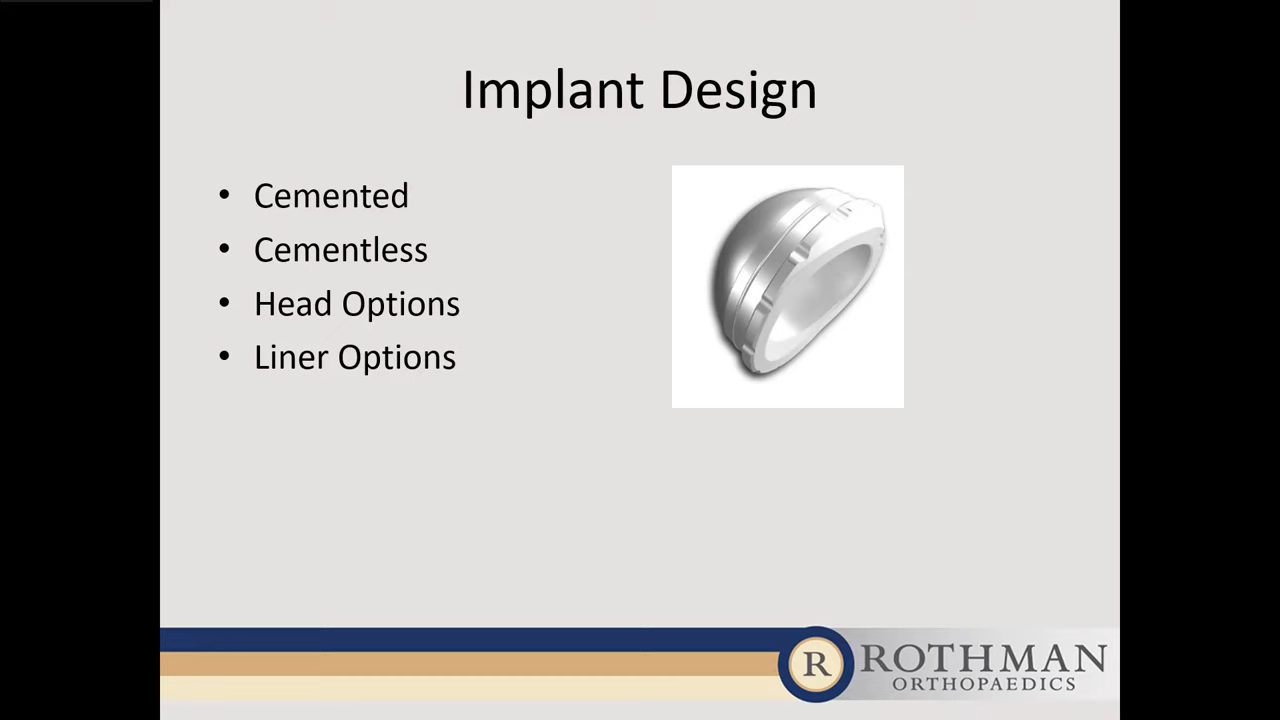 Implant Design
• Cemented
• Cementless
• Head Options
• Liner Options
R ROTHMAN
ORTHOPAEDICS